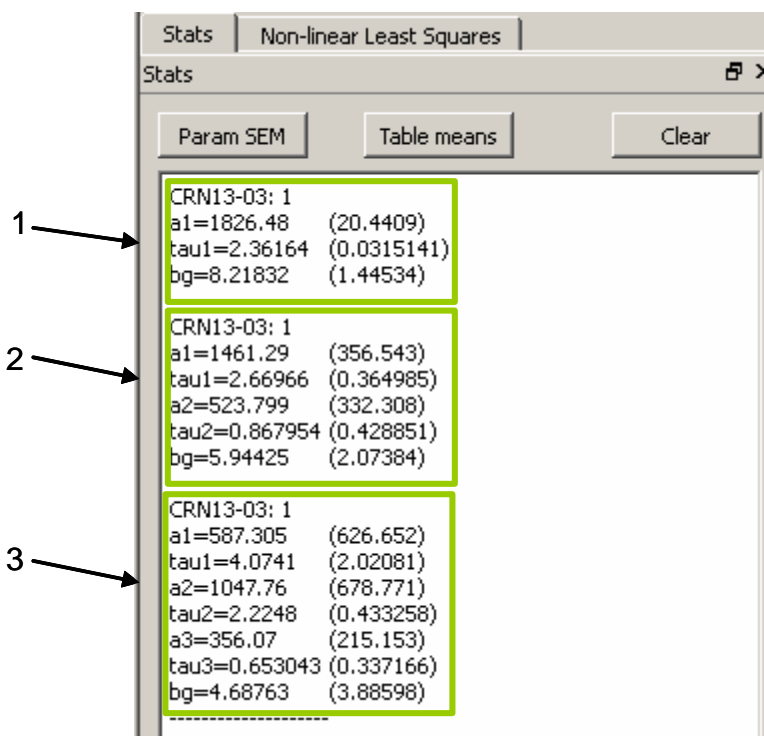 Stats Non-linear Least Squares
Stats
Param SEM Table means Clear
1
CRN13-03: 1
a1=1826.48 (20.4409)
tau1=2.36164 (0.0315141)
bg=8.21832 (1.44534)
2
CRN13-03: 1
a1=1461.29 (356.543)
tau1=2.66966 (0.364985)
a2=523.799 (332.308)
tau2=0.867954 (0.428851)
bg=5.94425 (2.07384)
3
CRN13-03: 1
a1=587.305 (626.652)
tau1=4.0741 (2.02081)
a2=1047.76 (678.771)
tau2=2.2248 (0.433258)
a3=356.07 (215.153)
tau3=0.653043 (0.337166)
bg=4.68763 (3.88598)
--------------------